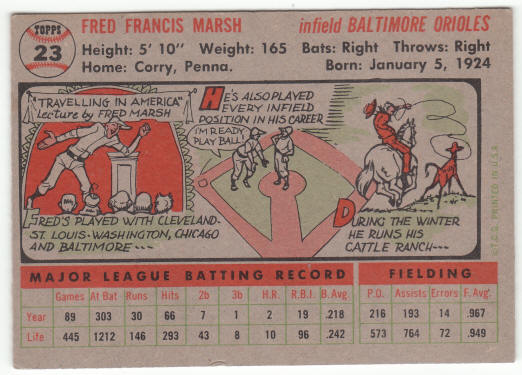 TOPPS
23
FRED FRANCIS MARSH infield BALTIMORE ORIOLES
Height: 5' 10" Weight: 165 Bats: Right Throws: Right
Home: Corry, Penna. Born: January 5, 1924
"TRAVELLING IN AMERICA"
Lecture by FRED MARSH
FRED'S PLAYED WITH CLEVELAND-
ST. LOUIS-WASHINGTON, CHICAGO
AND BALTIMORE---
HE'S ALSO PLAYED
EVERY INFIELD
POSITION IN HIS CAREER
I'M READY
PLAY BALL!
DURING THE WINTER
HE RUNS HIS
CATTLE RANCH---
© T.C.G. PRINTED IN U.S.A.
MAJOR LEAGUE BATTING RECORD FIELDING
Games At Bat Runs Hits 2b 3b H.R. R.B.I. B. Avg. P.O. Assists Errors F. Avg.
Year 89 303 30 66 7 1 2 19 .218 216 193 14 .967
Life 445 1212 146 293 43 8 10 96 .242 573 764 72 .949